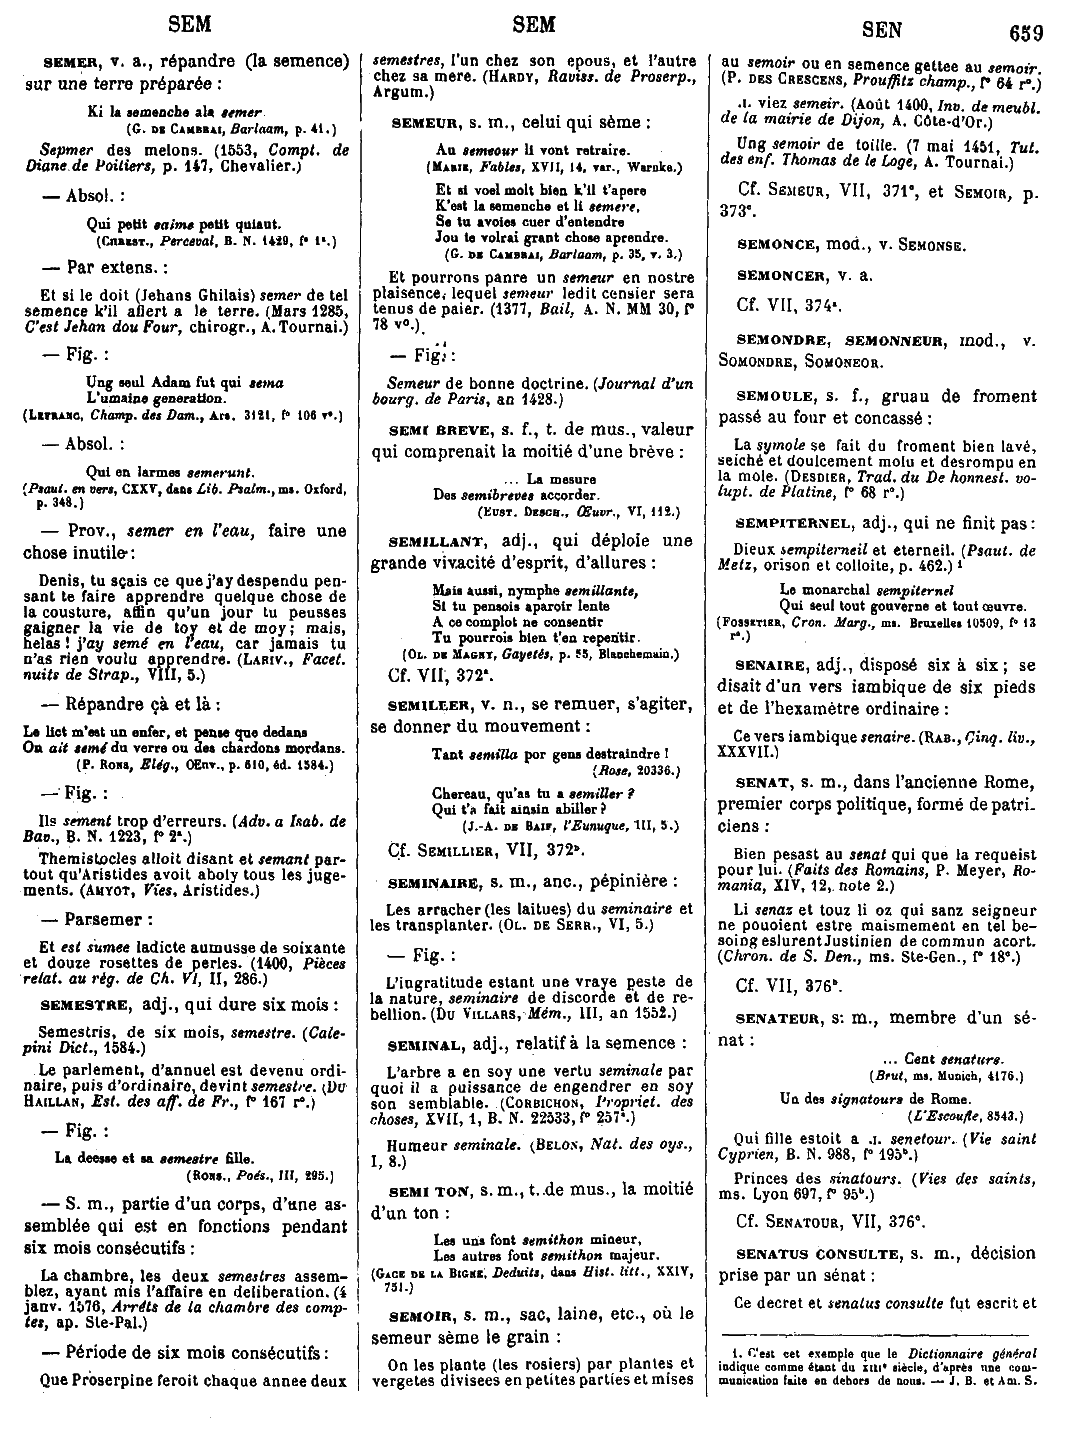 SEM
SEM
SEN
659
SEMER, v. a., répandre (la semence)
sur une terre préparée :
Ki la semenche ala semer.
(G. DE CAMBRAI, Barlaam, p. 41.)
Sepmer des melons. (1553, Compt. de
Diane de Poitiers, p. 147, Chevalier.)
— Absol. :
Qui petit saime petit quiaut.
(CHREST., Perceval, B. N. 1429, f° 1ª.)
— Par extens. :
Et si le doit (Jehans Ghilais) semer de tel
semence k'il afiert a le terre. (Mars 1285,
C'est Jehan dou Four, chirogr., A. Tournai.)
— Fig. :
Ung seul Adam fut qui sema
L'umaine generation.
(LEFRANC, Champ. des Dam., Ars. 3121, f° 106 v°.)
— Absol. :
Qui en larmes semerunt.
(Psaut. en vers, CXXV, dans Lib. Psalm., ms. Oxford,
p. 348.)
— Prov., semer en l'eau, faire une
chose inutile :
Denis, tu sçais ce que j'ay despendu pen-
sant te faire apprendre quelque chose de
la cousture, affin qu'un jour tu peusses
gaigner la vie de toy et de moy; mais,
helas ! j'ay semé en l'eau, car jamais tu
n'as rien voulu apprendre. (LARIV., Facet.
nuits de Strap., VIII, 5.)
— Répandre çà et là :
Le lict m'est un enfer, et pense que dedans
On ait semé du verre ou des chardons mordans.
(P. RONS, Elég., OEnv., p. 610, éd. 1584.)
— Fig. :
Ils sement trop d'erreurs. (Adv. a Isab. de
Bav., B. N. 1223, f° 2ª.)
Themistocles alloit disant et semant par-
tout qu'Aristides avoit aboly tous les juge-
ments. (AMYOT, Vies, Aristides.)
— Parsemer :
Et est sumee ladicte aumusse de soixante
et douze rosettes de perles. (1400, Pièces
relat. au rég. de Ch. VI, II, 286.)
SEMESTRE, adj., qui dure six mois :
Semestris, de six mois, semestre. (Cale-
pini Dict., 1584.)
Le parlement, d'annuel est devenu ordi-
naire, puis d'ordinaire, devint semestre. (DU
HAILLAN, Est. des aff. de Fr., f° 167 r°.)
— Fig. :
La deesse et sa semestre fille.
(RONS., Poés., III, 295.)
— S. m., partie d'un corps, d'une as-
semblée qui est en fonctions pendant
six mois consécutifs :
La chambre, les deux semestres assem-
blez, ayant mis l'affaire en deliberation. (4
janv. 1576, Arrêts de la chambre des comp-
tes, ap. Ste-Pal.)
— Période de six mois consécutifs :
Que Proserpine feroit chaque annee deux
semestres, l'un chez son epous, et l'autre
chez sa mere. (HARDY, Raviss. de Proserp.,
Argum.)
SEMEUR, s. m., celui qui sème :
Au semeour li vont retraire.
(MARIE, Fables, XVII, 14, var., Warnke.)
Et si voel molt bien k'il t'apere
K'est la semenche et li semere,
Se tu avoies cuer d'entendre
Jou te volrai grant chose aprendre.
(G. DE CAMBRAI, Barlaam, p. 35, v. 3.)
Et pourrons panre un semeur en nostre
plaisence, lequel semeur ledit censier sera
tenus de paier. (1377, Bail, A. N. MM 30, f°
78 v°.)
— Fig. :
Semeur de bonne doctrine. (Journal d'un
bourg. de Paris, an 1428.)
SEMI BREVE, s. f., t. de mus., valeur
qui comprenait la moitié d'une brève :
... La mesure
Des semibreves accorder.
(EUST. DESCH., Œuvr., VI, 112.)
SEMILLANT, adj., qui déploie une
grande vivacité d'esprit, d'allures :
Mais aussi, nymphe semillante,
Si tu pensois aparoir lente
A ce complot ne consentir
Tu pourrois bien t'en repentir.
(OL. DE MAGNY, Gayetés, p. 55, Blanchemain.)
Cf. VII, 372ª.
SEMILLER, v. n., se remuer, s'agiter,
se donner du mouvement :
Tant semilla por gens destraindre !
(Rose, 20336.)
Chereau, qu'as tu a semiller ?
Qui t'a fait ainsin abiller ?
(J.-A. DE BAIF, l'Eunuque, III, 5.)
Cf. SEMILLIER, VII, 372ᵇ.
SEMINAIRE, s. m., anc., pépinière :
Les arracher (les laitues) du seminaire et
les transplanter. (OL. DE SERR., VI, 5.)
— Fig. :
L'ingratitude estant une vraye peste de
la nature, seminaire de discorde et de re-
bellion. (DU VILLARS, Mém., III, an 1552.)
SEMINAL, adj., relatif à la semence :
L'arbre a en soy une vertu seminale par
quoi il a puissance de engendrer en soy
son semblable. (CORBICHON, Propriet. des
choses, XVII, 1, B. N. 22533, f° 257ª.)
Humeur seminale. (BELON, Nat. des oys.,
I, 8.)
SEMI TON, s. m., t. de mus., la moitié
d'un ton :
Les uns font semithon mineur,
Les autres font semithon majeur.
(GACE DE LA BIGNE, Deduits, dans Hist. litt., XXIV,
751.)
SEMOIR, s. m., sac, laine, etc., où le
semeur sème le grain :
On les plante (les rosiers) par plantes et
vergetes divisees en petites parties et mises
au semoir ou en semence gettee au semoir.
(P. DES CRESCENS, Prouffitz champ., f° 64 r°.)
.I. viez semeir. (Août 1400, Inv. de meubl.
de la mairie de Dijon, A. Côte-d'Or.)
Ung semoir de toille. (7 mai 1451, Tut.
des enf. Thomas de le Loge, A. Tournai.)
Cf. SEMEUR, VII, 371ᶜ, et SEMOIR, p.
373ᶜ.
SEMONCE, mod., v. SEMONSE.
SEMONCER, v. a.
Cf. VII, 374ª.
SEMONDRE, SEMONNEUR, mod., v.
SOMONDRE, SOMONEOR.
SEMOULE, s. f., gruau de froment
passé au four et concassé :
La symole se fait du froment bien lavé,
seiché et doulcement molu et desrompu en
la mole. (DESDIER, Trad. du De honnest. vo-
lupt. de Platine, f° 68 r°.)
SEMPITERNEL, adj., qui ne finit pas :
Dieux sempiterneil et eterneil. (Psaut. de
Metz, orison et colloite, p. 462.) ¹
Le monarchal sempiternel
Qui seul tout gouverne et tout œuvre.
(FOSSETIER, Cron. Marg., ms. Bruxelles 10509, f° 13
r°.)
SENAIRE, adj., disposé six à six ; se
disait d'un vers iambique de six pieds
et de l'hexamètre ordinaire :
Ce vers iambique senaire. (RAB., Cinq. liv.,
XXXVII.)
SENAT, s. m., dans l'ancienne Rome,
premier corps politique, formé de patri-
ciens :
Bien pesast au senat qui que la requeist
pour lui. (Faits des Romains, P. Meyer, Ro-
mania, XIV, 12, note 2.)
Li senaz et touz li oz qui sanz seigneur
ne pouoient estre maismement en tel be-
soing eslurent Justinien de commun acort.
(Chron. de S. Den., ms. Ste-Gen., f° 18ᶜ.)
Cf. VII, 376ᵇ.
SENATEUR, s. m., membre d'un sé-
nat :
... Cent senaturs.
(Brut, ms. Munich, 4176.)
Un des signatours de Rome.
(L'Escoufle, 8543.)
Qui fille estoit a .I. senetour. (Vie saint
Cyprien, B. N. 988, f° 195ᵇ.)
Princes des sinatours. (Vies des saints,
ms. Lyon 697, f° 95ᵇ.)
Cf. SENATOUR, VII, 376ᶜ.
SENATUS CONSULTE, s. m., décision
prise par un sénat :
Ce decret et senatus consulte fut escrit et
1. C'est cet exemple que le Dictionnaire général
indique comme étant du XIIIᵉ siècle, d'après une com-
munication faite en dehors de nous. — J. B. et Am. S.